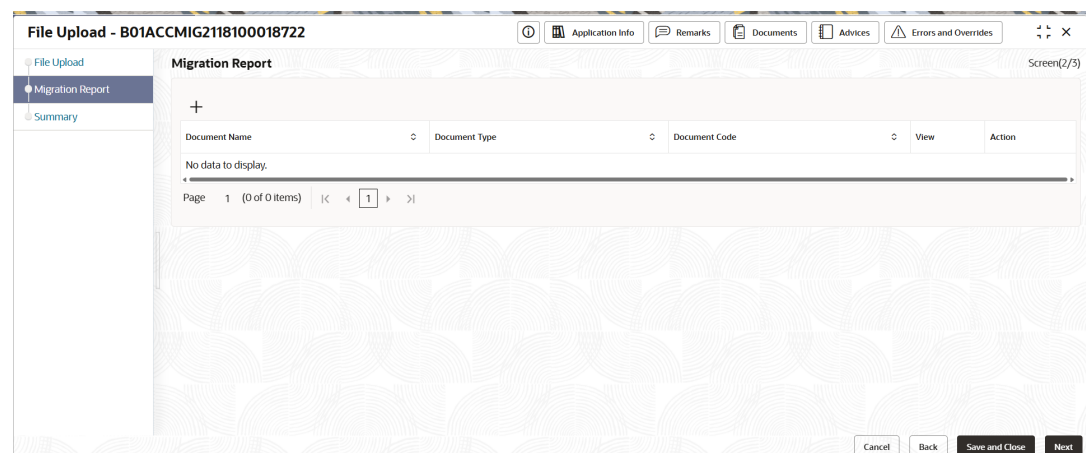 File Upload - B01ACCMIG2118100018722
Application Info
Remarks
Documents
Advices
Errors and Overrides
File Upload
Migration Report
Summary
Migration Report
Screen(2/3)
Document Name
Document Type
Document Code
View
Action
No data to display.
Page 1 (0 of 0 items) 1
Cancel
Back
Save and Close
Next